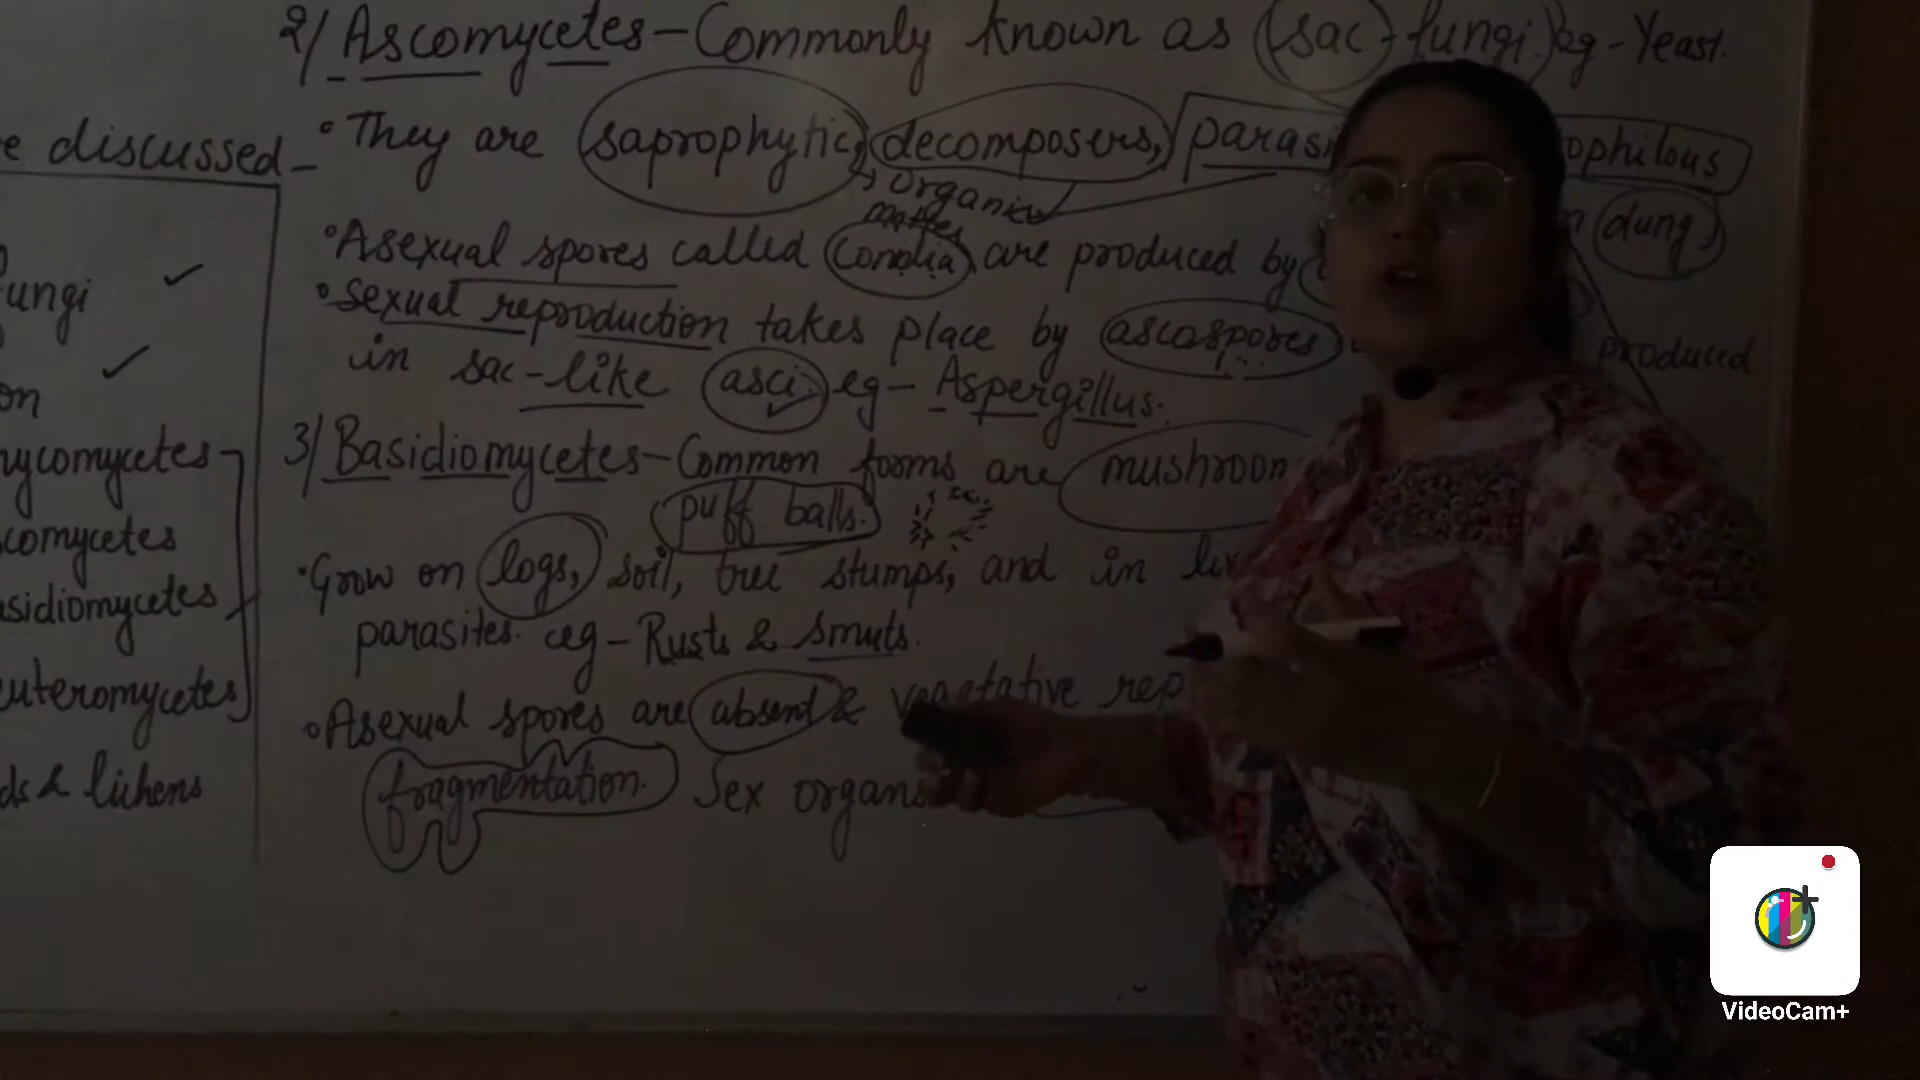 2/ Ascomycetes - Commonly known as (sac - fungi) eg - Yeast.
e discussed -
• They are saprophytic, decomposers, paras ophilous
→ organic
matter
dung)
• Asexual spores called Conidia are produced by
ungi ✓
• Sexual reproduction takes place by ascospores produced
in sac-like asci. eg - Aspergillus.
on ✓
3/ Basidiomycetes - Common forms are mushroom
ycomycetes
puff balls.
comycetes
• Grow on logs, soil, tree stumps, and in liv
sidiomycetes
parasites. eg - Rusts & Smuts.
euteromycetes
• Asexual spores are absent & vegetative rep
fragmentation. Sex organs
ds & lichens
VideoCam+